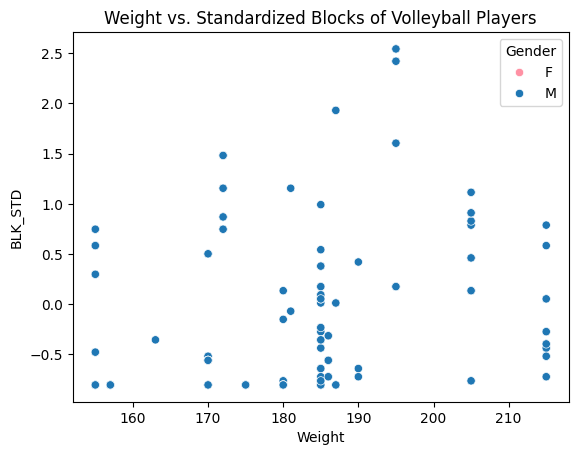 Weight vs. Standardized Blocks of Volleyball Players
Gender
F
M
2.5
2.0
1.5
1.0
0.5
0.0
−0.5
BLK_STD
160 170 180 190 200 210
Weight